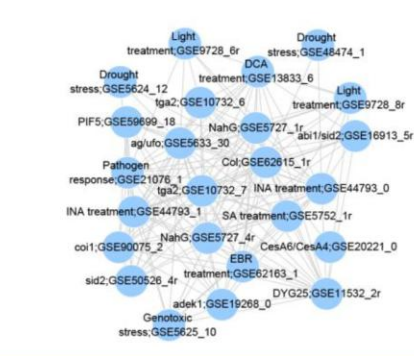 Light
treatment;GSE9728_6r
Drought
stress;GSE48474_1
DCA
treatment;GSE13833_6
Drought
stress;GSE5624_12
Light
treatment;GSE9728_8r
tga2;GSE10732_6
PIF5;GSE59699_18
NahG;GSE5727_1r
abi1/sid2;GSE16913_5r
ag/ufo;GSE5633_30
Col;GSE62615_1r
Pathogen
response;GSE21076_1
tga2;GSE10732_7
INA treatment;GSE44793_0
INA treatment;GSE44793_1
SA treatment;GSE5752_1r
NahG;GSE5727_4r
coi1;GSE90075_2
CesA6/CesA4;GSE20221_0
EBR
treatment;GSE62163_1
sid2;GSE50526_4r
DYG25;GSE11532_2r
adek1;GSE19268_0
Genotoxic
stress;GSE5625_10